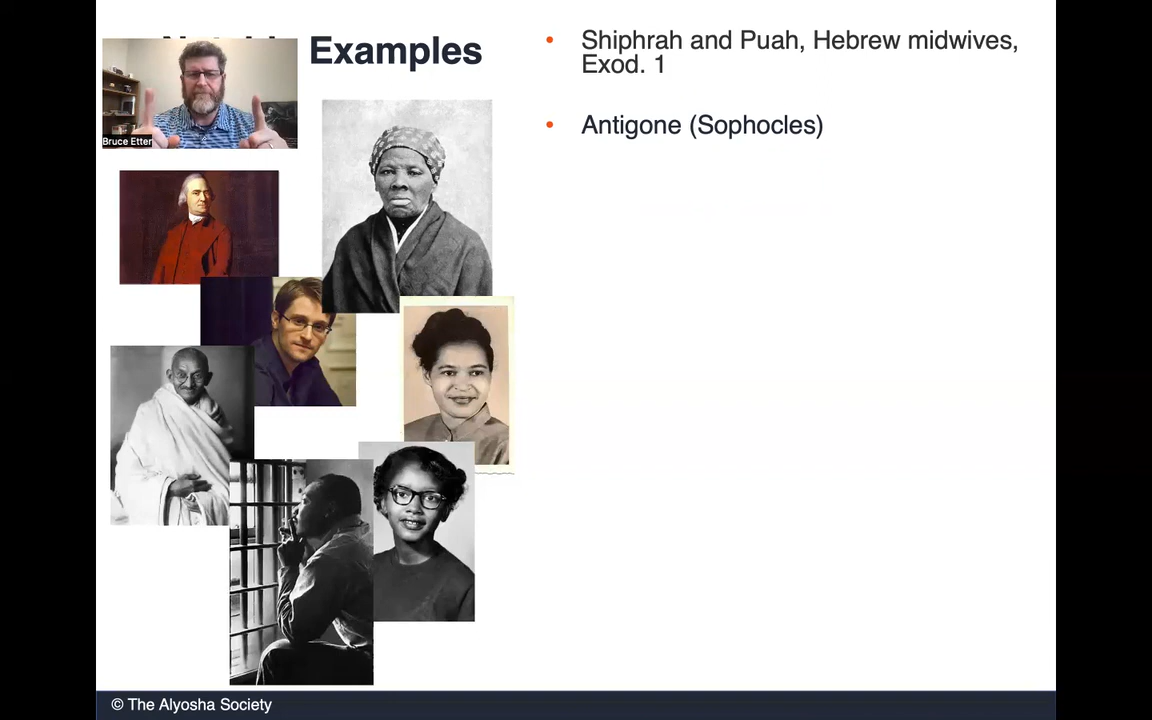 Examples
Bruce Etter
• Shiphrah and Puah, Hebrew midwives,
Exod. 1
• Antigone (Sophocles)
© The Alyosha Society